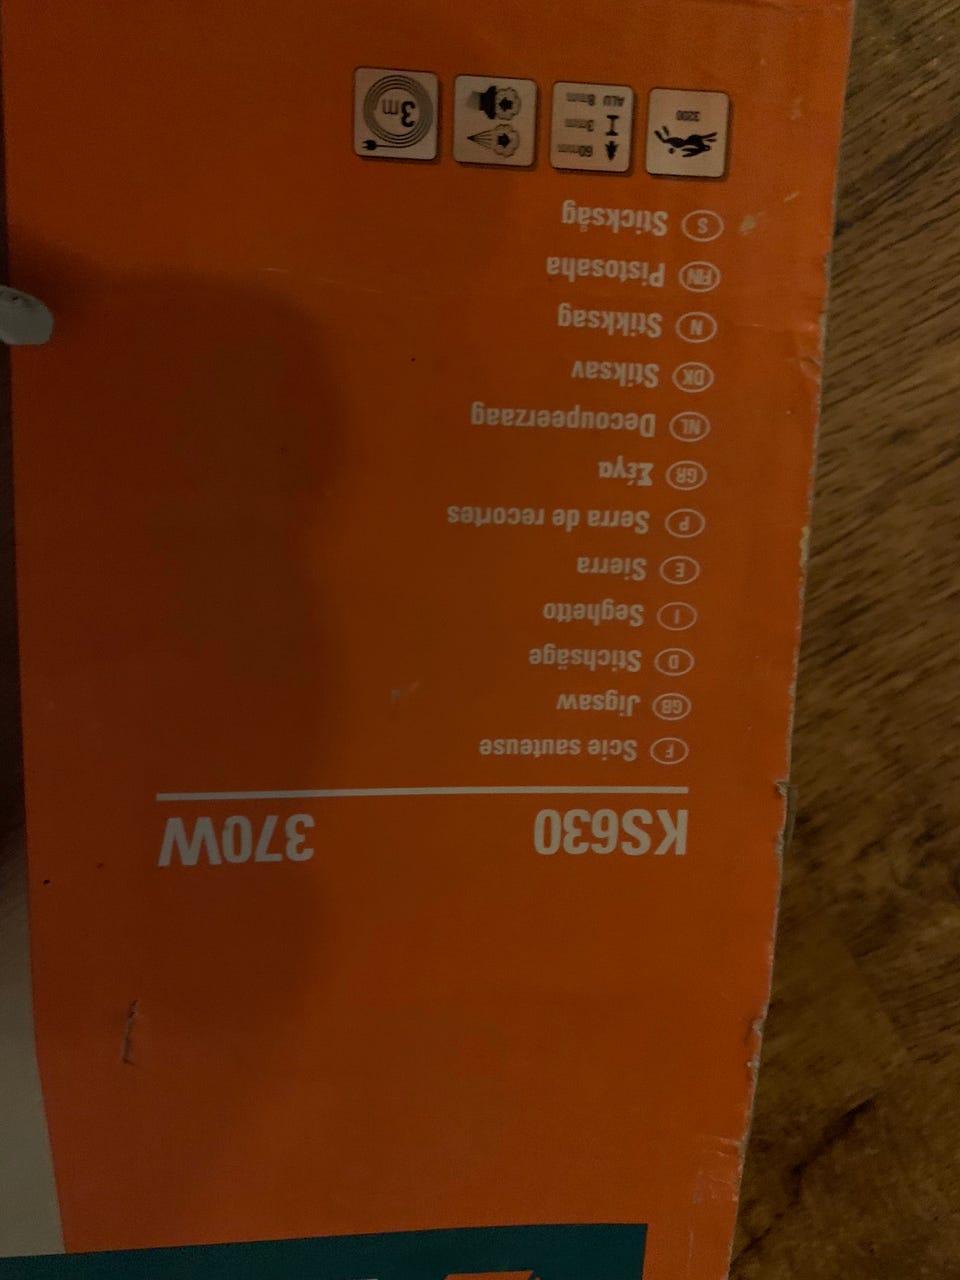 KS630 370W
F Scie sauteuse
GB Jigsaw
D Stichsäge
I Seghetto
E Sierra
P Serra de recortes
GR Σέγα
NL Decoupeerzaag
DK Stiksav
N Stikksag
FIN Pistosaha
S Sticksåg
3200
60mm
3mm
ALU 8mm
3m